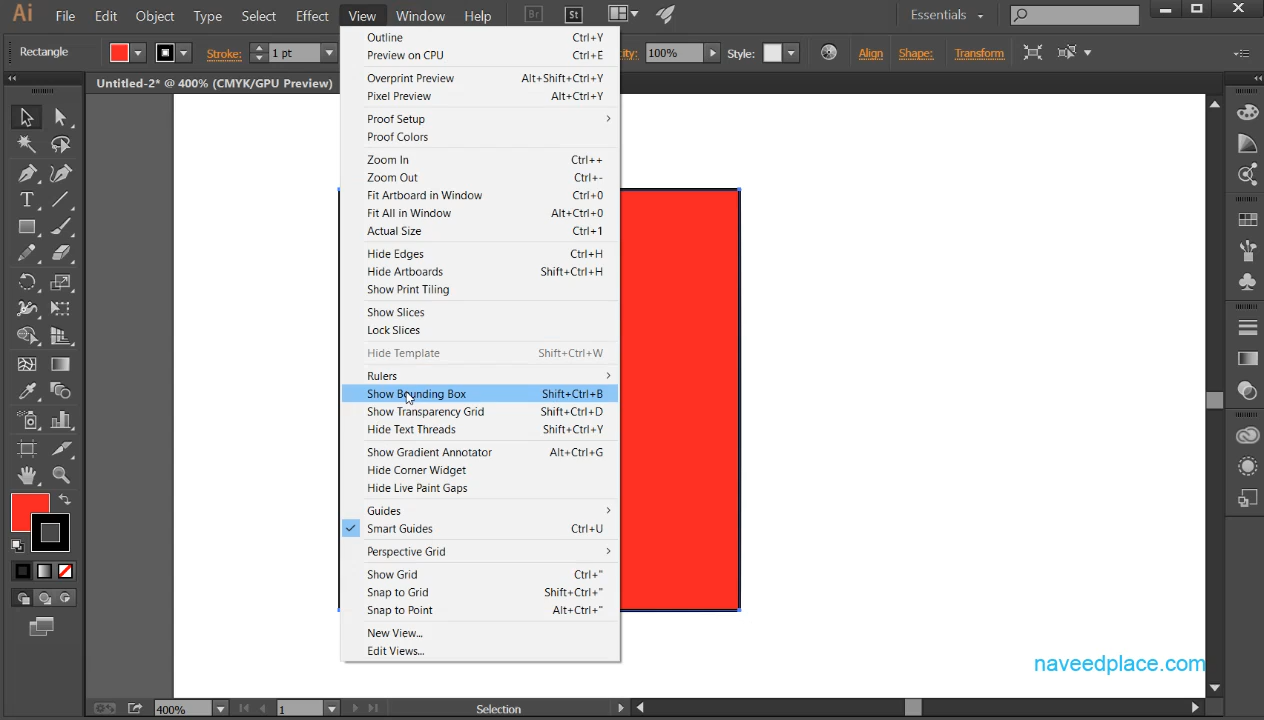 Ai File Edit Object Type Select Effect View Window Help Br St Essentials
Rectangle Stroke: 1 pt 100% Style: Align Shape: Transform
Untitled-2* @ 400% (CMYK/GPU Preview)
Outline Ctrl+Y
Preview on CPU Ctrl+E
Overprint Preview Alt+Shift+Ctrl+Y
Pixel Preview Alt+Ctrl+Y
Proof Setup
Proof Colors
Zoom In Ctrl++
Zoom Out Ctrl+-
Fit Artboard in Window Ctrl+0
Fit All in Window Alt+Ctrl+0
Actual Size Ctrl+1
Hide Edges Ctrl+H
Hide Artboards Shift+Ctrl+H
Show Print Tiling
Show Slices
Lock Slices
Hide Template Shift+Ctrl+W
Rulers
Show Bounding Box Shift+Ctrl+B
Show Transparency Grid Shift+Ctrl+D
Hide Text Threads Shift+Ctrl+Y
Show Gradient Annotator Alt+Ctrl+G
Hide Corner Widget
Hide Live Paint Gaps
Guides
Smart Guides Ctrl+U
Perspective Grid
Show Grid Ctrl+"
Snap to Grid Shift+Ctrl+"
Snap to Point Alt+Ctrl+"
New View...
Edit Views...
naveedplace.com
400% 1 Selection